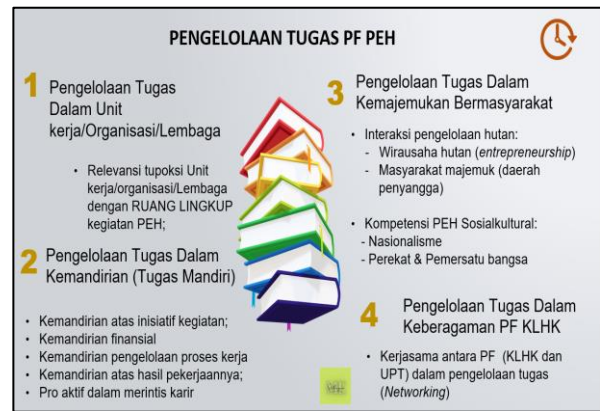 PENGELOLAAN TUGAS PF PEH
1 Pengelolaan Tugas
Dalam Unit
kerja/Organisasi/Lembaga
• Relevansi tupoksi Unit
kerja/organisasi/Lembaga
dengan RUANG LINGKUP
kegiatan PEH;
2 Pengelolaan Tugas Dalam
Kemandirian (Tugas Mandiri)
• Kemandirian atas inisiatif kegiatan;
• Kemandirian finansial
• Kemandirian pengelolaan proses kerja
• Kemandirian atas hasil pekerjaannya;
• Pro aktif dalam merintis karir
3 Pengelolaan Tugas Dalam
Kemajemukan Bermasyarakat
• Interaksi pengelolaan hutan:
- Wirausaha hutan (entrepreneurship)
- Masyarakat majemuk (daerah
penyangga)
• Kompetensi PEH Sosialkultural:
- Nasionalisme
- Perekat & Pemersatu bangsa
4 Pengelolaan Tugas Dalam
Keberagaman PF KLHK
• Kerjasama antara PF (KLHK dan
UPT) dalam pengelolaan tugas
(Networking)